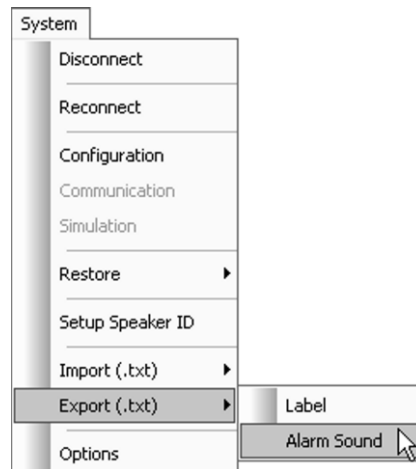 System
Disconnect
Reconnect
Configuration
Communication
Simulation
Restore
Setup Speaker ID
Import (.txt)
Export (.txt)
Label
Alarm Sound
Options